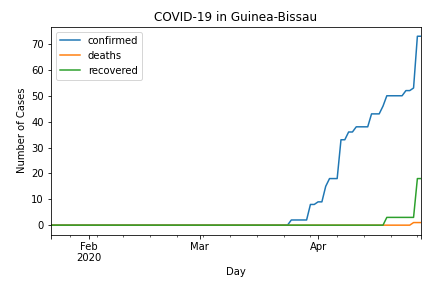 COVID-19 in Guinea-Bissau
confirmed
deaths
recovered
Number of Cases
70
60
50
40
30
20
10
0
Feb
2020
Mar
Apr
Day